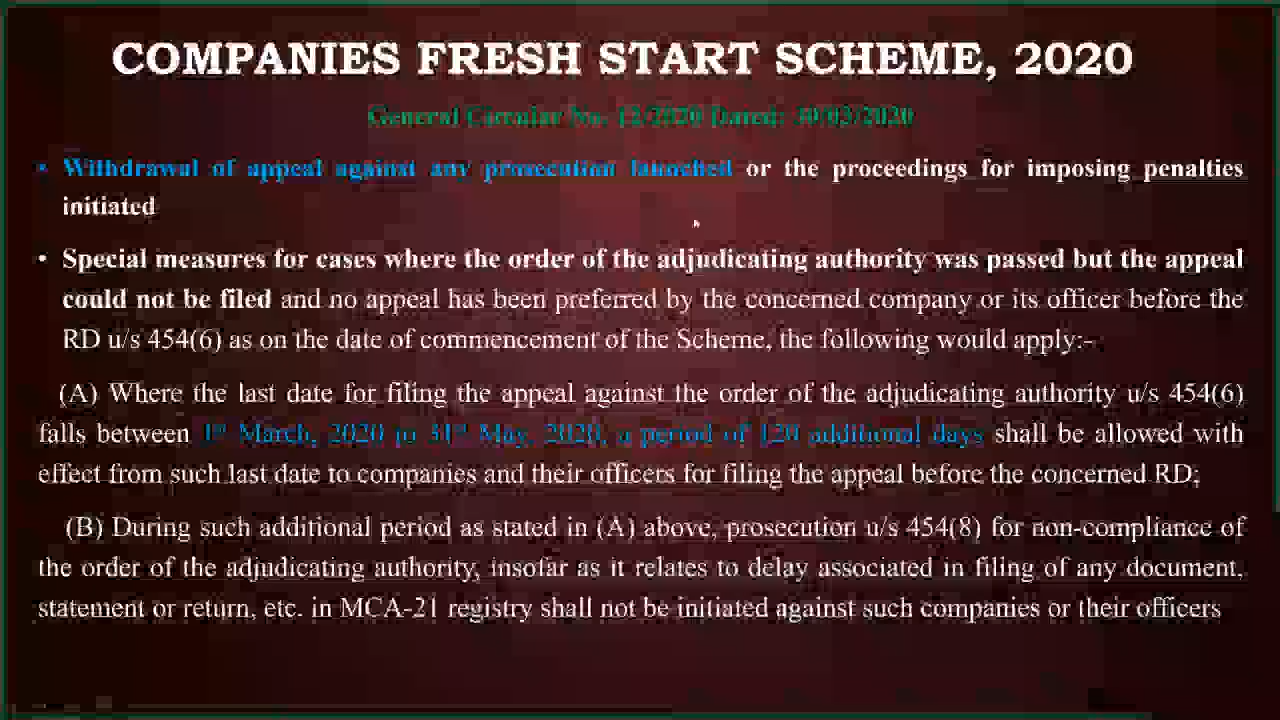 COMPANIES FRESH START SCHEME, 2020
General Circular No. 12/2020 Dated: 30/03/2020
• Withdrawal of appeal against any prosecution launched or the proceedings for imposing penalties
initiated
• Special measures for cases where the order of the adjudicating authority was passed but the appeal
could not be filed and no appeal has been preferred by the concerned company or its officer before the
RD u/s 454(6) as on the date of commencement of the Scheme, the following would apply:-
(A) Where the last date for filing the appeal against the order of the adjudicating authority u/s 454(6)
falls between 1st March, 2020 to 31st May, 2020, a period of 120 additional days shall be allowed with
effect from such last date to companies and their officers for filing the appeal before the concerned RD;
(B) During such additional period as stated in (A) above, prosecution u/s 454(8) for non-compliance of
the order of the adjudicating authority, insofar as it relates to delay associated in filing of any document,
statement or return, etc. in MCA-21 registry shall not be initiated against such companies or their officers